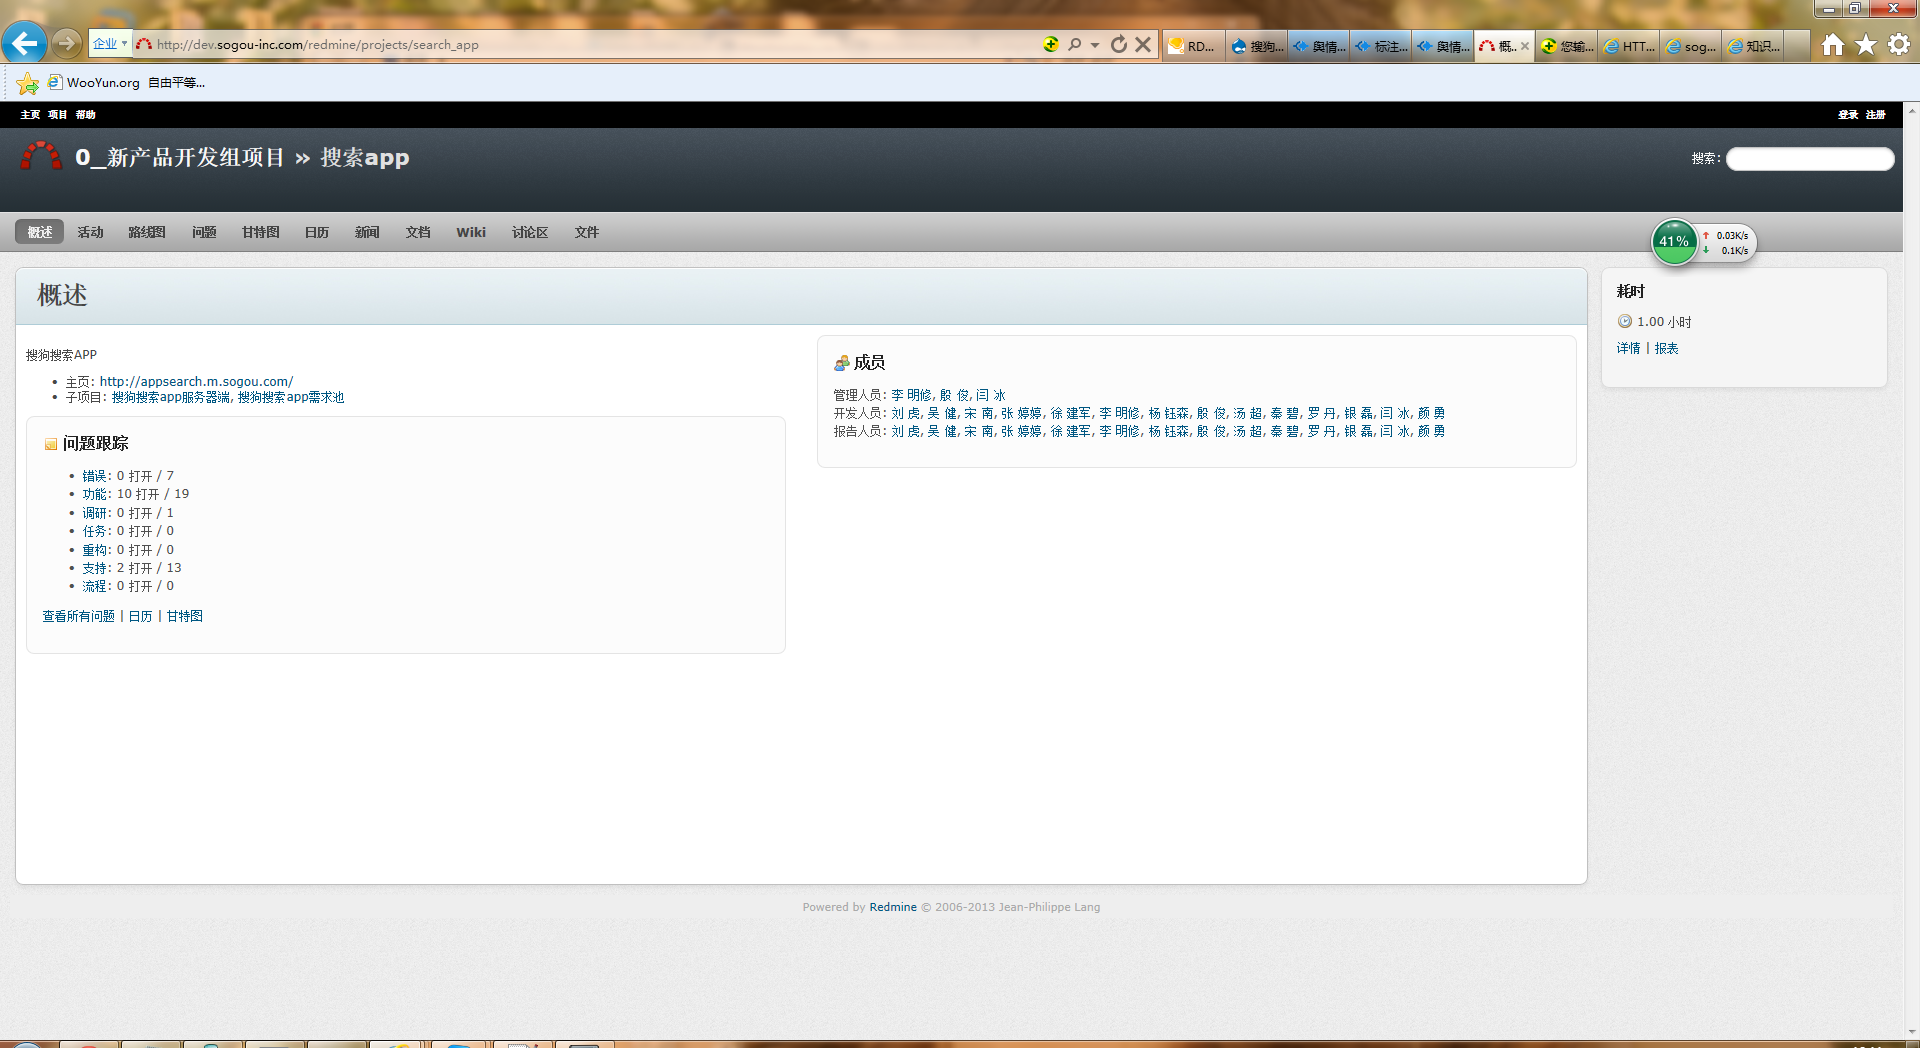 企业 http://dev.sogou-inc.com/redmine/projects/search_app RD... 搜狗... 舆情... 标注... 舆情... 概.. 您输... HTT... sog... 知识...
WooYun.org 自由平等...
主页 项目 帮助 登录 注册
0_新产品开发组项目 » 搜索app 搜索:
概述 活动 路线图 问题 甘特图 日历 新闻 文档 Wiki 讨论区 文件
41% 0.03K/s
0.1K/s
概述
搜狗搜索APP
主页: http://appsearch.m.sogou.com/
子项目: 搜狗搜索app服务器端, 搜狗搜索app需求池
问题跟踪
错误: 0 打开 / 7
功能: 10 打开 / 19
调研: 0 打开 / 1
任务: 0 打开 / 0
重构: 0 打开 / 0
支持: 2 打开 / 13
流程: 0 打开 / 0
查看所有问题 | 日历 | 甘特图
成员
管理人员: 李 明修, 殷 俊, 闫 冰
开发人员: 刘 虎, 吴 健, 宋 南, 张 婷婷, 徐 建军, 李 明修, 杨 钰森, 殷 俊, 汤 超, 秦 碧, 罗 丹, 银 磊, 闫 冰, 颜 勇
报告人员: 刘 虎, 吴 健, 宋 南, 张 婷婷, 徐 建军, 李 明修, 杨 钰森, 殷 俊, 汤 超, 秦 碧, 罗 丹, 银 磊, 闫 冰, 颜 勇
耗时
1.00 小时
详情 | 报表
Powered by Redmine © 2006-2013 Jean-Philippe Lang